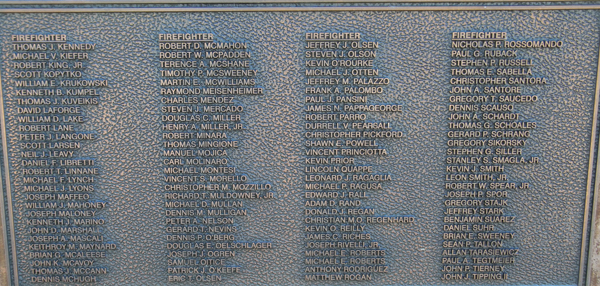 FIREFIGHTER
THOMAS J. KENNEDY
MICHAEL V. KIEFER
ROBERT KING, JR.
SCOTT KOPYTKO
WILLIAM E. KRUKOWSKI
KENNETH B. KUMPEL
THOMAS J. KUVEIKIS
DAVID LAFORGE
WILLIAM D. LAKE
ROBERT LANE
PETER J. LANGONE
SCOTT LARSEN
NEIL J. LEAVY
DANIEL F. LIBRETTI
ROBERT T. LINNANE
MICHAEL F. LYNCH
MICHAEL J. LYONS
JOSEPH MAFFEO
WILLIAM J. MAHONEY
JOSEPH MALONEY
KENNETH J. MARINO
JOHN D. MARSHALL
JOSEPH A. MASCALI
KEITHROY M. MAYNARD
BRIAN G. MCALEESE
JOHN K. MCAVOY
THOMAS J. MCCANN
DENNIS MCHUGH
FIREFIGHTER
ROBERT D. MCMAHON
ROBERT W. MCPADDEN
TERENCE A. MCSHANE
TIMOTHY P. MCSWEENEY
MARTIN E. MCWILLIAMS
RAYMOND MEISENHEIMER
CHARLES MENDEZ
STEVEN J. MERCADO
DOUGLAS C. MILLER
HENRY A. MILLER, JR.
ROBERT MINARA
THOMAS MINGIONE
MANUEL MOJICA
CARL MOLINARO
MICHAEL MONTESI
VINCENT S. MORELLO
CHRISTOPHER M. MOZZILLO
RICHARD T. MULDOWNEY, JR.
MICHAEL D. MULLAN
DENNIS M. MULLIGAN
PETER A. NELSON
GERARD T. NEVINS
DENNIS P. O'BERG
DOUGLAS E. OELSCHLAGER
JOSEPH J. OGREN
SAMUEL OITICE
PATRICK J. O'KEEFE
ERIC T. OLSEN
FIREFIGHTER
JEFFREY J. OLSEN
STEVEN J. OLSON
KEVIN O'ROURKE
MICHAEL J. OTTEN
JEFFREY M. PALAZZO
FRANK A. PALOMBO
PAUL J. PANSINI
JAMES N. PAPPAGEORGE
ROBERT PARRO
DURRELL V. PEARSALL
CHRISTOPHER PICKFORD
SHAWN E. POWELL
VINCENT PRINCIOTTA
KEVIN PRIOR
LINCOLN QUAPPE
LEONARD J. RAGAGLIA
MICHAEL P. RAGUSA
EDWARD J. RALL
ADAM D. RAND
DONALD J. REGAN
CHRISTIAN M.O. REGENHARD
KEVIN O. REILLY
JAMES C. RICHES
JOSEPH RIVELLI, JR.
MICHAEL E. ROBERTS
MICHAEL E. ROBERTS
ANTHONY RODRIGUEZ
MATTHEW ROGAN
FIREFIGHTER
NICHOLAS P. ROSSOMANDO
PAUL G. RUBACK
STEPHEN P. RUSSELL
THOMAS E. SABELLA
CHRISTOPHER SANTORA
JOHN A. SANTORE
GREGORY T. SAUCEDO
DENNIS SCAUSO
JOHN A. SCHARDT
THOMAS G. SCHOALES
GERARD P. SCHRANG
GREGORY SIKORSKY
STEPHEN G. SILLER
STANLEY S. SMAGALA, JR.
KEVIN J. SMITH
LEON SMITH, JR.
ROBERT W. SPEAR, JR.
JOSEPH P. SPOR
GREGORY STAJK
JEFFREY STARK
BENJAMIN SUAREZ
DANIEL SUHR
BRIAN E. SWEENEY
SEAN P. TALLON
ALLAN TARASIEWICZ
PAUL A. TEGTMEIER
JOHN P. TIERNEY
JOHN J. TIPPING II